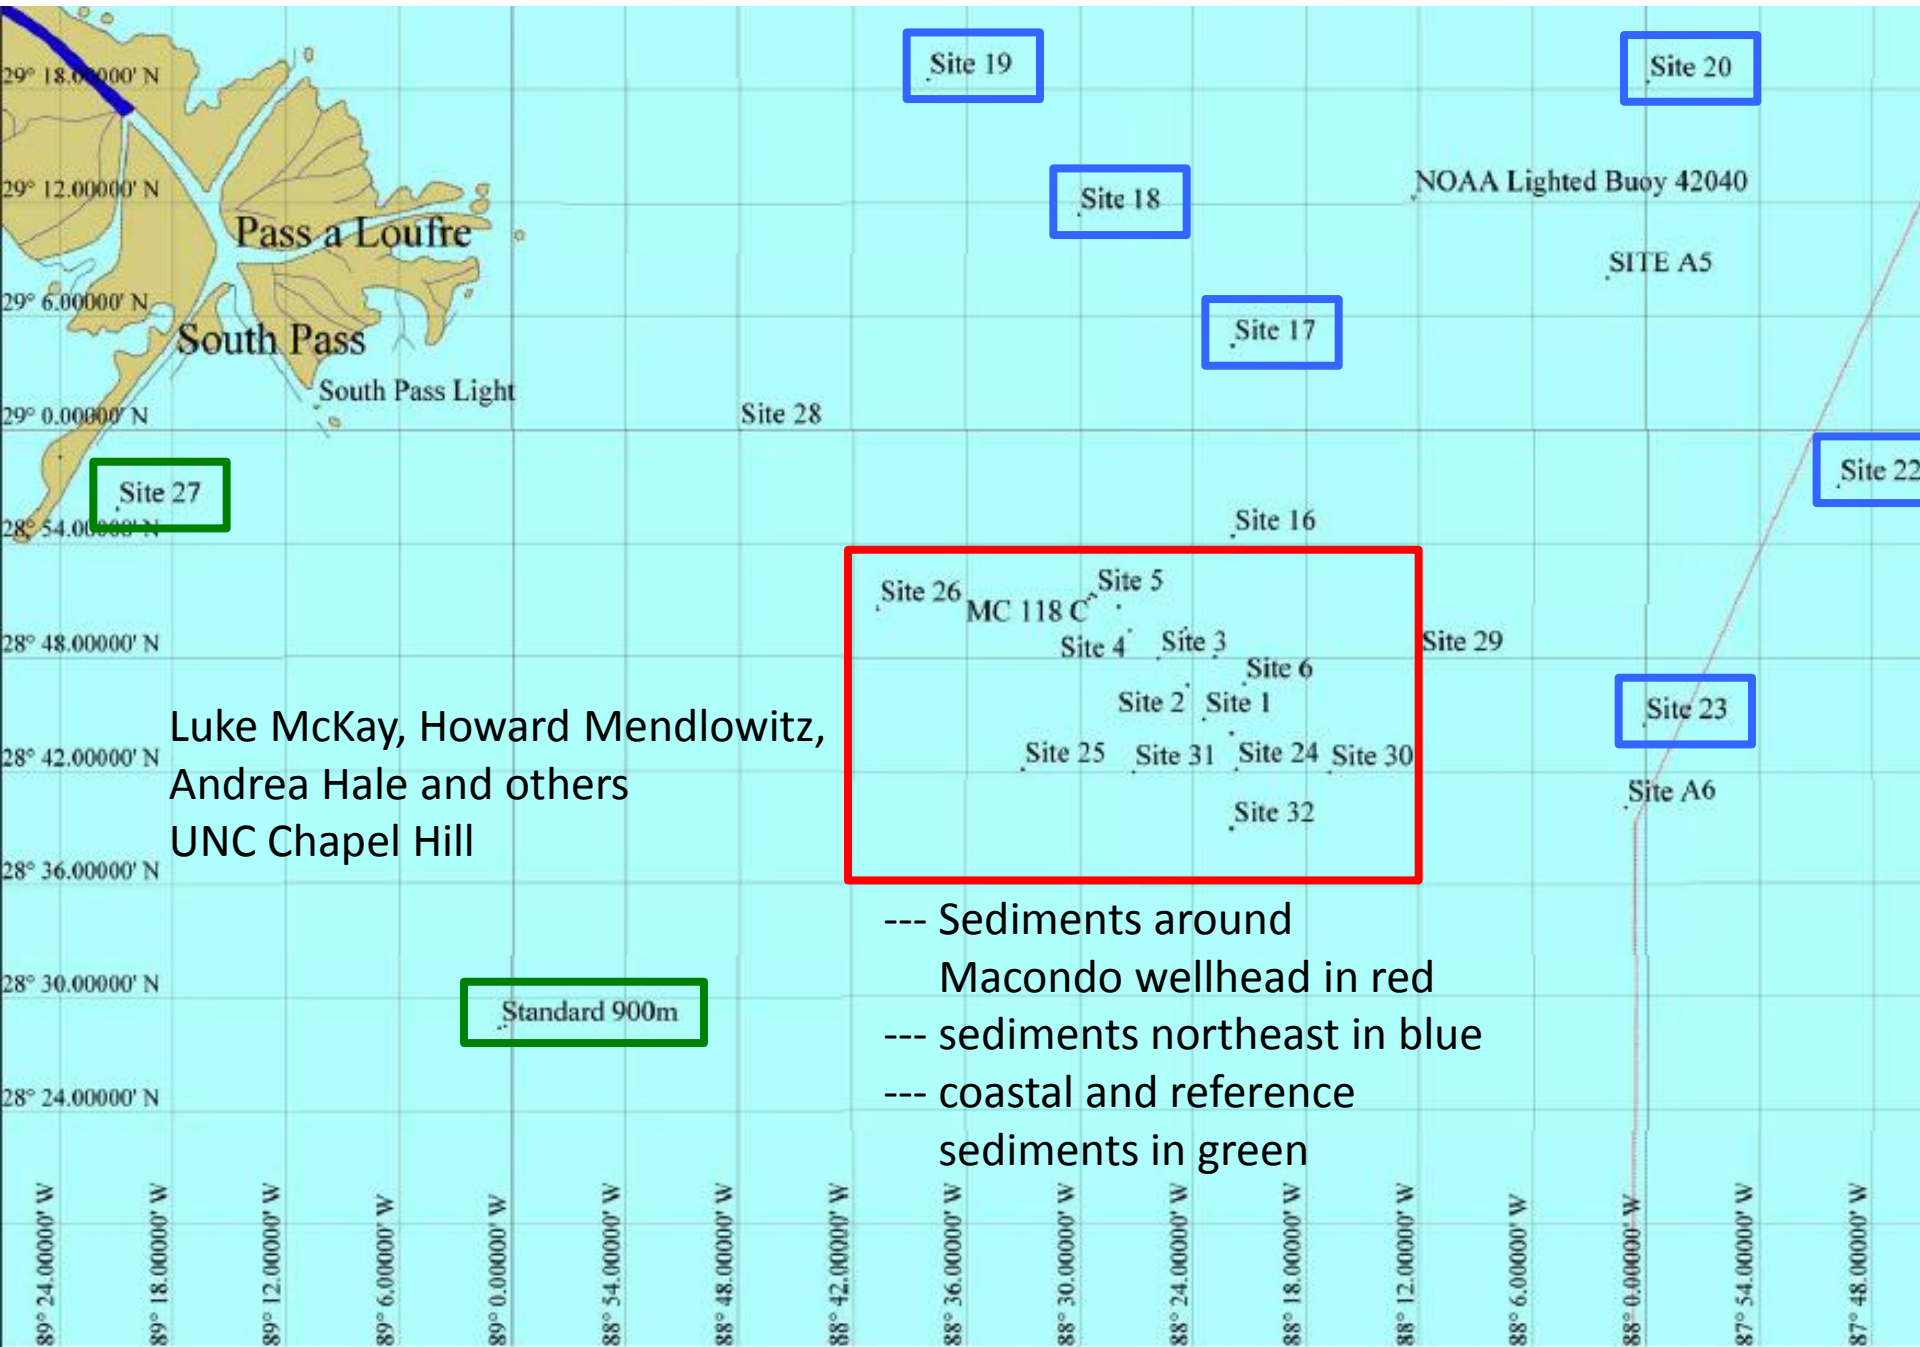 Site 19
Site 20
29° 18.00000' N
NOAA Lighted Buoy 42040
29° 12.00000' N
Site 18
Pass a Loufre
SITE A5
29° 6.00000' N
Site 17
South Pass
South Pass Light
29° 0.00000' N
Site 28
Site 22
Site 27
28° 54.00000' N
Site 16
Site 5
Site 26
MC 118 C
28° 48.00000' N
Site 4
Site 3
Site 29
Site 6
Site 2
Site 1
Site 23
Luke McKay, Howard Mendlowitz,
Andrea Hale and others
UNC Chapel Hill
28° 42.00000' N
Site 25
Site 31
Site 24
Site 30
Site A6
Site 32
28° 36.00000' N
--- Sediments around
Macondo wellhead in red
--- sediments northeast in blue
--- coastal and reference
sediments in green
28° 30.00000' N
Standard 900m
28° 24.00000' N
89° 24.00000' W
89° 18.00000' W
89° 12.00000' W
89° 6.00000' W
89° 0.00000' W
88° 54.00000' W
88° 48.00000' W
88° 42.00000' W
88° 36.00000' W
88° 30.00000' W
88° 24.00000' W
88° 18.00000' W
88° 12.00000' W
88° 6.00000' W
88° 0.00000' W
87° 54.00000' W
87° 48.00000' W